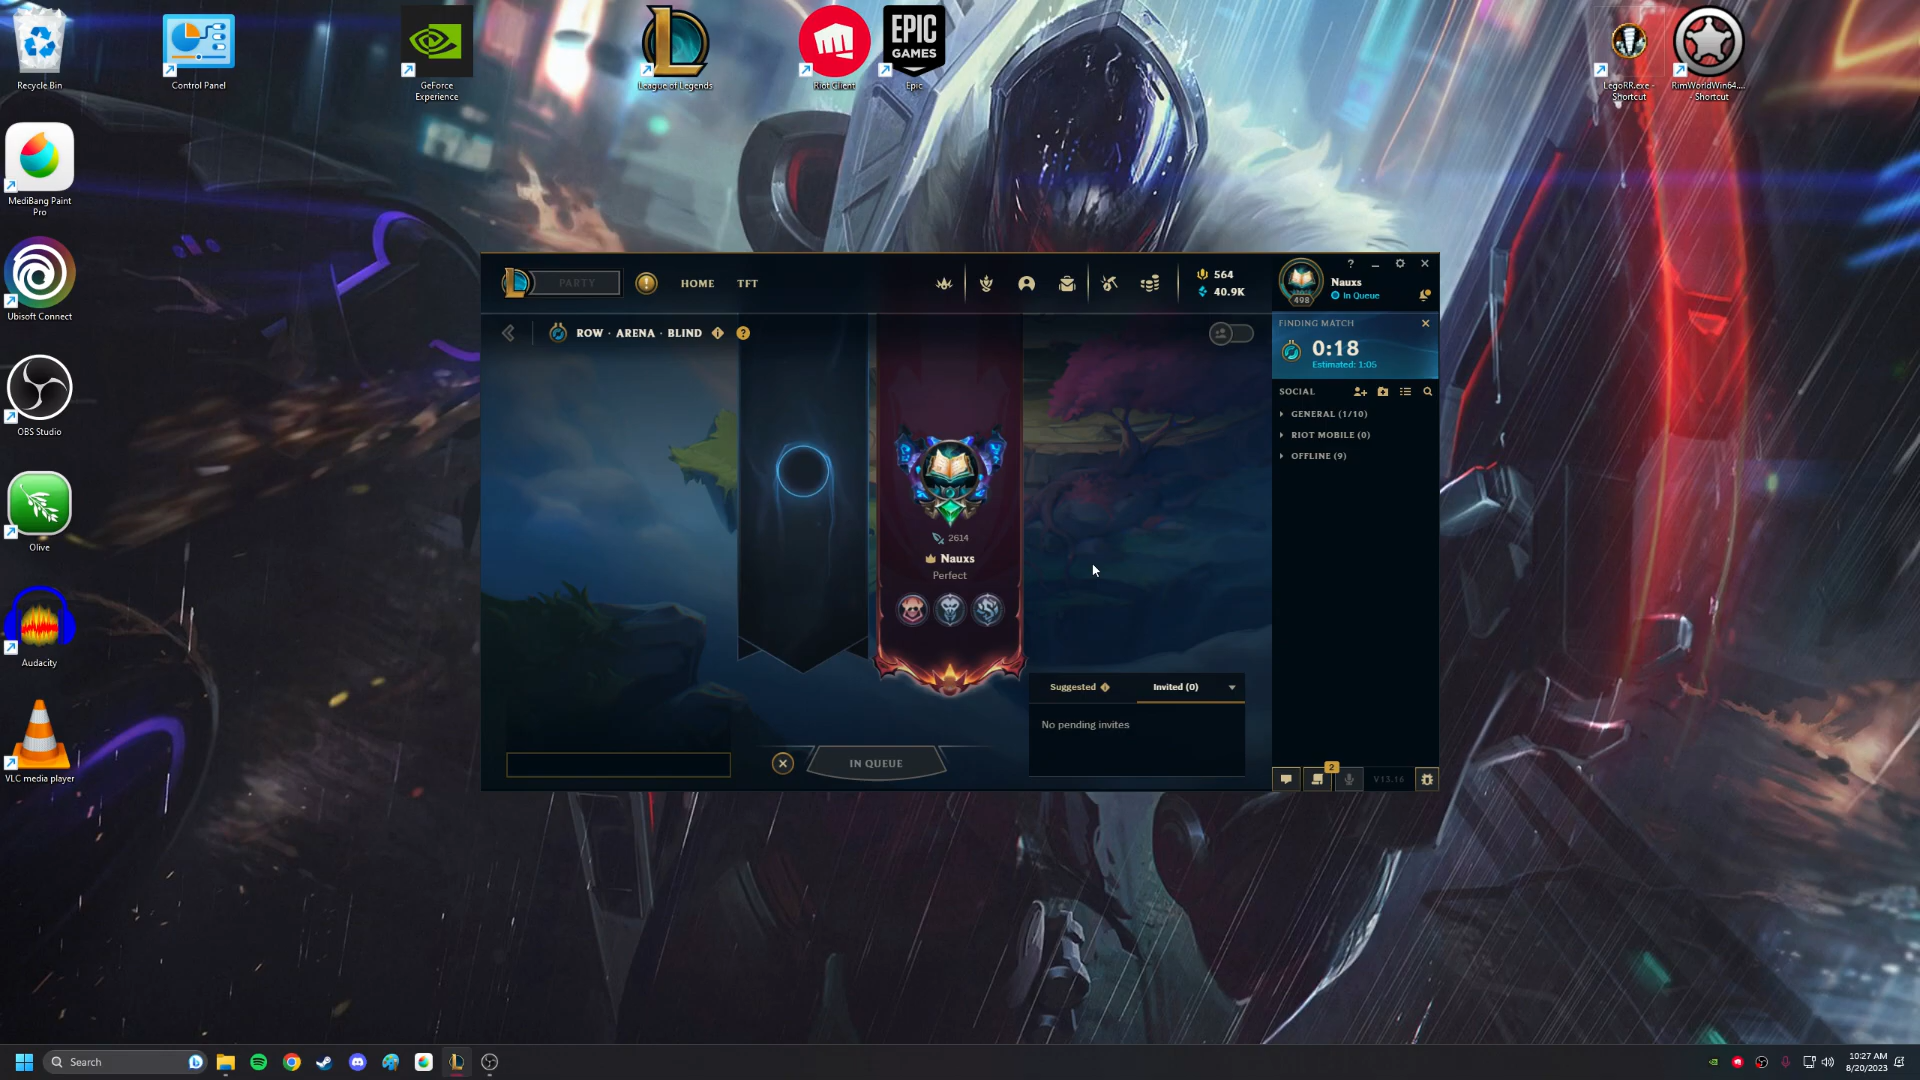 Recycle Bin
Control Panel
GeForce
Experience
League of Legends
Riot Client
EPIC
GAMES
Epic
LegoRR.exe -
Shortcut
RimWorldWin64....
- Shortcut
MediBang Paint
Pro
Ubisoft Connect
OBS Studio
Olive
Audacity
VLC media player
PARTY
HOME
TFT
564
40.9K
498
Nauxs
In Queue
ROW · ARENA · BLIND
FINDING MATCH
0:18
Estimated: 1:05
SOCIAL
GENERAL (1/10)
RIOT MOBILE (0)
OFFLINE (9)
2614
Nauxs
Perfect
Suggested
Invited (0)
No pending invites
IN QUEUE
2
V13.16
Search
10:27 AM
8/20/2023